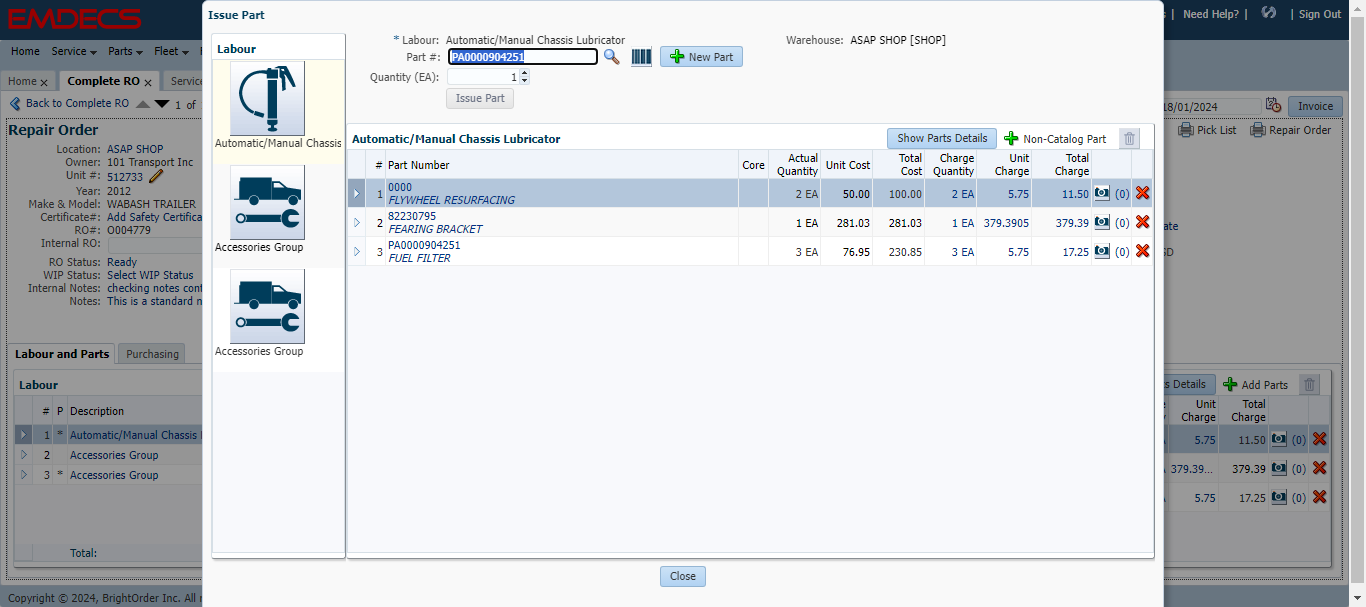 EMDECS
Need Help? |
| Sign Out
Home Service Parts Fleet
Home x Complete RO x Service
Back to Complete RO 1 of
18/01/2024 Invoice
Repair Order
Pick List Repair Order
Location: ASAP SHOP
Owner: 101 Transport Inc
Unit #: 512733
Year: 2012
Make & Model: WABASH TRAILER
Certificate#: Add Safety Certifica
RO#: O004779
Internal RO:
RO Status: Ready
WIP Status: Select WIP Status
Internal Notes: checking notes cont
Notes: This is a standard n
Labour and Parts Purchasing
Labour
# P Description
1 * Automatic/Manual Chassis
2 Accessories Group
3 * Accessories Group
Total:
Copyright © 2024, BrightOrder Inc. All
Issue Part
Labour
Automatic/Manual Chassis
Accessories Group
Accessories Group
* Labour: Automatic/Manual Chassis Lubricator
Warehouse: ASAP SHOP [SHOP]
Part #: PA0000904251 New Part
Quantity (EA): 1
Issue Part
Automatic/Manual Chassis Lubricator Show Parts Details Non-Catalog Part
# Part Number Core Actual Quantity Unit Cost Total Cost Charge Quantity Unit Charge Total Charge
1 0000 2 EA 50.00 100.00 2 EA 5.75 11.50 (0)
FLYWHEEL RESURFACING
2 82230795 1 EA 281.03 281.03 1 EA 379.3905 379.39 (0)
FEARING BRACKET
3 PA0000904251 3 EA 76.95 230.85 3 EA 5.75 17.25 (0)
FUEL FILTER
Close
s Details Add Parts
Unit Charge Total Charge
5.75 11.50 (0)
379.39... 379.39 (0)
5.75 17.25 (0)